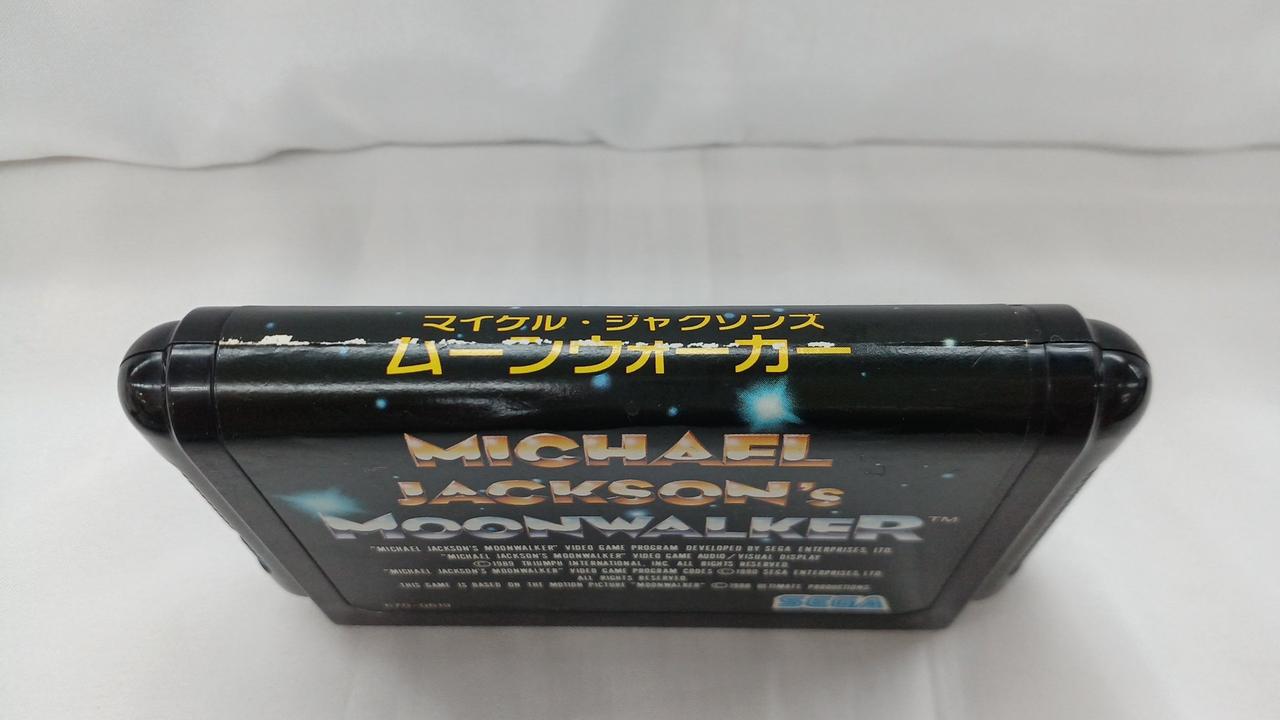 マイケル・ジャクソンズ
ムーンウォーカー
MICHAEL
JACKSON'S
MOONWALKER™
"MICHAEL JACKSON'S MOONWALKER" VIDEO GAME PROGRAM DEVELOPED BY SEGA ENTERPRISES, LTD.
"MICHAEL JACKSON'S MOONWALKER" VIDEO GAME AUDIO/VISUAL DISPLAY
©1989 TRIUMPH INTERNATIONAL, INC. ALL RIGHTS RESERVED.
"MICHAEL JACKSON'S MOONWALKER" VIDEO GAME PROGRAM CODES ©1990 SEGA ENTERPRISES, LTD.
ALL RIGHTS RESERVED.
THIS GAME IS BASED ON THE MOTION PICTURE "MOONWALKER" ©1988 ULTIMATE PRODUCTIONS
SEGA